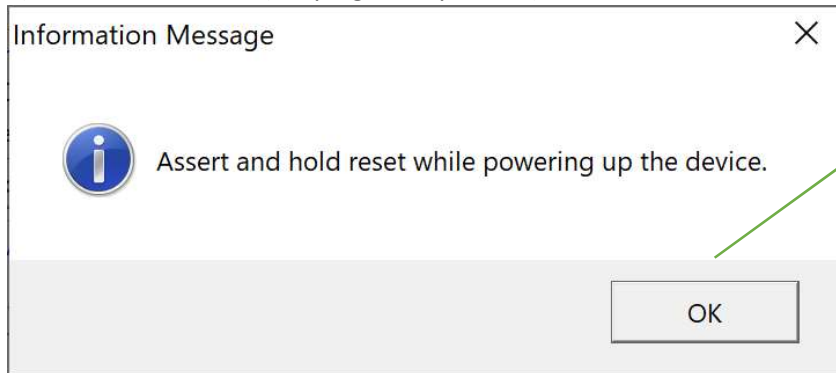 Information Message
Assert and hold reset while powering up the device.
OK